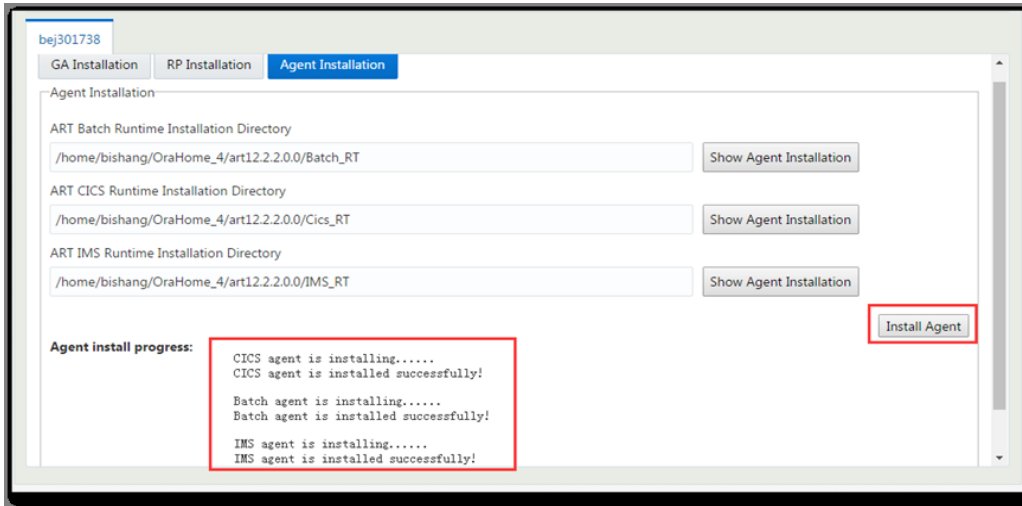 bej301738
GA Installation RP Installation Agent Installation
Agent Installation
ART Batch Runtime Installation Directory
/home/bishang/OraHome_4/art12.2.2.0.0/Batch_RT Show Agent Installation
ART CICS Runtime Installation Directory
/home/bishang/OraHome_4/art12.2.2.0.0/Cics_RT Show Agent Installation
ART IMS Runtime Installation Directory
/home/bishang/OraHome_4/art12.2.2.0.0/IMS_RT Show Agent Installation
Install Agent
Agent install progress:
CICS agent is installing......
CICS agent is installed successfully!
Batch agent is installing......
Batch agent is installed successfully!
IMS agent is installing......
IMS agent is installed successfully!